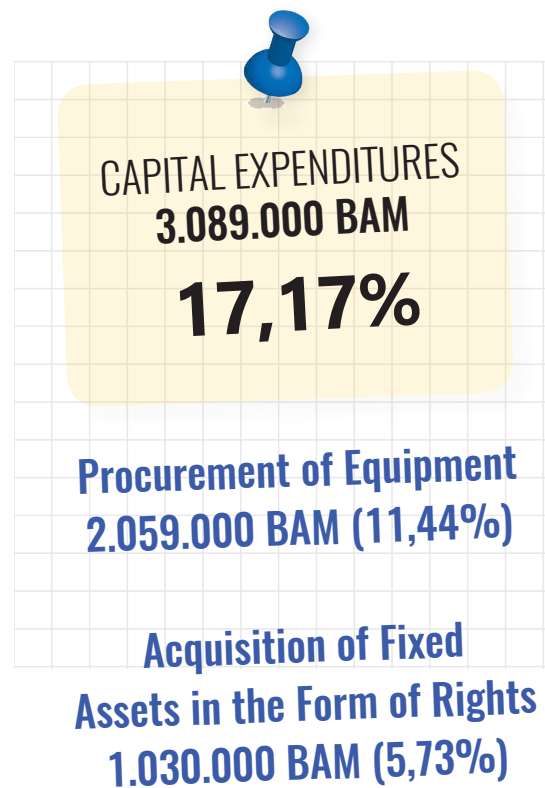 CAPITAL EXPENDITURES
3.089.000 BAM
17,17%
Procurement of Equipment
2.059.000 BAM (11,44%)
Acquisition of Fixed
Assets in the Form of Rights
1.030.000 BAM (5,73%)